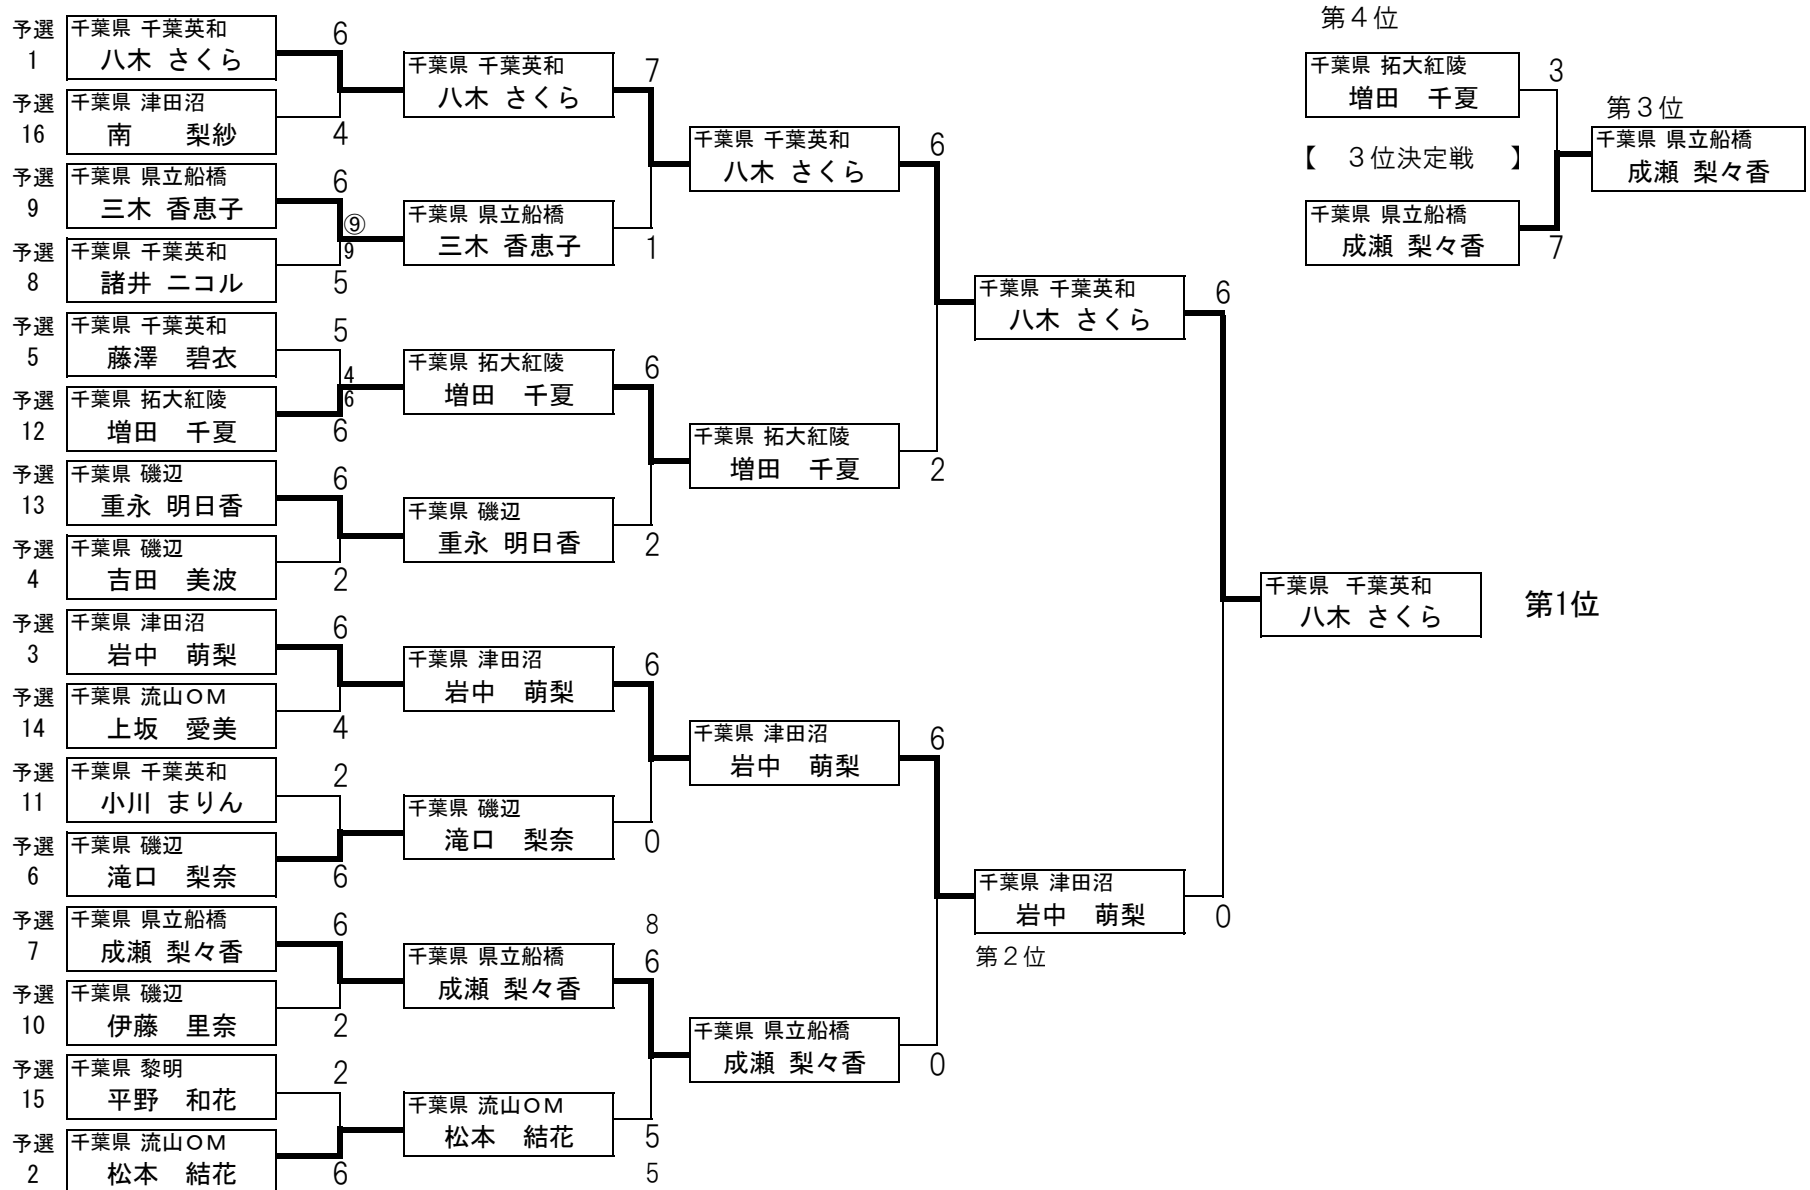 予選 1
千葉県 千葉英和
八木 さくら
6
予選 16
千葉県 津田沼
南 梨紗
4
予選 9
千葉県 県立船橋
三木 香恵子
6
⑨
9
予選 8
千葉県 千葉英和
諸井 ニコル
5
予選 5
千葉県 千葉英和
藤澤 碧衣
5
4
6
予選 12
千葉県 拓大紅陵
増田 千夏
6
予選 13
千葉県 磯辺
重永 明日香
6
予選 4
千葉県 磯辺
吉田 美波
2
予選 3
千葉県 津田沼
岩中 萌梨
6
予選 14
千葉県 流山OM
上坂 愛美
4
予選 11
千葉県 千葉英和
小川 まりん
2
予選 6
千葉県 磯辺
滝口 梨奈
6
予選 7
千葉県 県立船橋
成瀬 梨々香
6
予選 10
千葉県 磯辺
伊藤 里奈
2
予選 15
千葉県 黎明
平野 和花
2
予選 2
千葉県 流山OM
松本 結花
6
千葉県 千葉英和
八木 さくら
7
千葉県 県立船橋
三木 香恵子
1
千葉県 拓大紅陵
増田 千夏
6
千葉県 磯辺
重永 明日香
2
千葉県 津田沼
岩中 萌梨
6
千葉県 磯辺
滝口 梨奈
0
8
千葉県 県立船橋
成瀬 梨々香
6
千葉県 流山OM
松本 結花
5
5
千葉県 千葉英和
八木 さくら
6
千葉県 拓大紅陵
増田 千夏
2
千葉県 津田沼
岩中 萌梨
6
千葉県 県立船橋
成瀬 梨々香
0
千葉県 千葉英和
八木 さくら
6
千葉県 津田沼
岩中 萌梨
0
第2位
千葉県 千葉英和
八木 さくら
第1位
第4位
千葉県 拓大紅陵
増田 千夏
3
【 3位決定戦 】
千葉県 県立船橋
成瀬 梨々香
7
第3位
千葉県 県立船橋
成瀬 梨々香